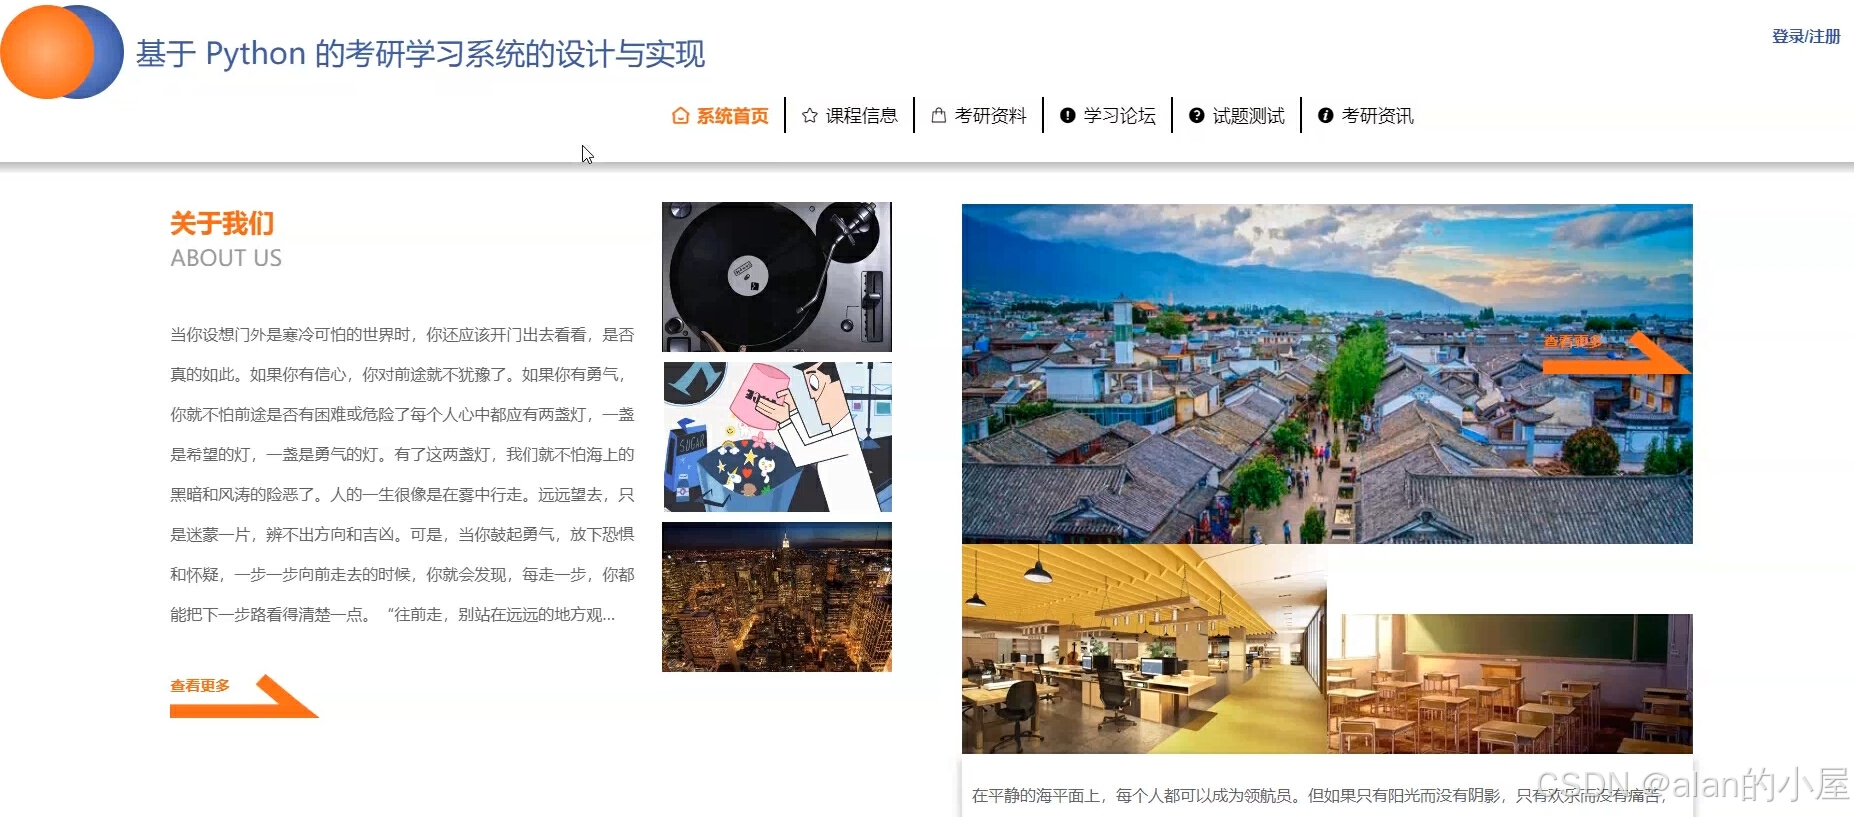 基于 Python 的考研学习系统的设计与实现
登录/注册
系统首页
课程信息
考研资料
学习论坛
试题测试
考研资讯
关于我们
ABOUT US
当你设想门外是寒冷可怕的世界时，你还应该开门出去看看，是否
真的如此。如果你有信心，你对前途就不犹豫了。如果你有勇气，
你就不怕前途是否有困难或危险了每个人心中都应有两盏灯，一盏
是希望的灯，一盏是勇气的灯。有了这两盏灯，我们就不怕海上的
黑暗和风涛的险恶了。人的一生很像是在雾中行走。远远望去，只
是迷蒙一片，辨不出方向和吉凶。可是，当你鼓起勇气，放下恐惧
和怀疑，一步一步向前走去的时候，你就会发现，每走一步，你都
能把下一步路看得清楚一点。“往前走，别站在远远的地方观...
查看更多
SUGAR
查看更多
在平静的海平面上，每个人都可以成为领航员。但如果只有阳光而没有阴影，只有欢乐而没有痛苦，
CSDN @alan的小屋